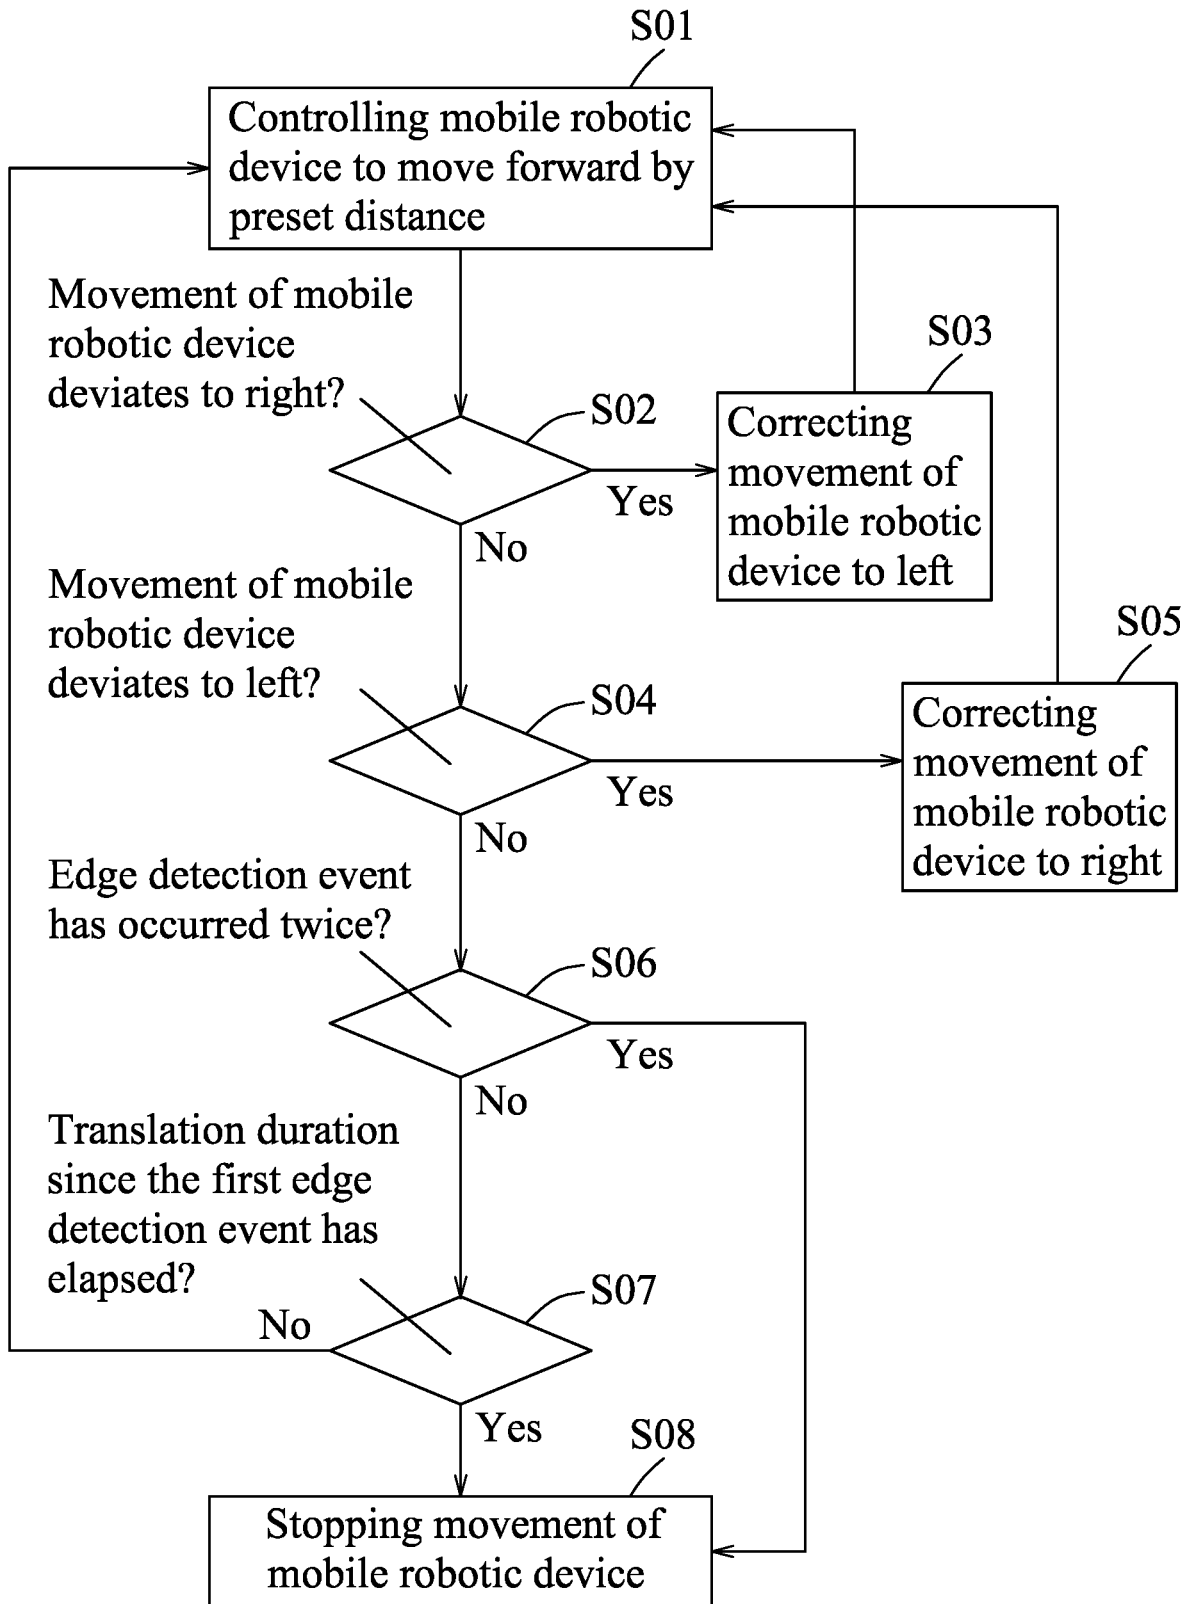 S01
Controlling mobile robotic
device to move forward by
preset distance
Movement of mobile
robotic device
deviates to right?
S02
Yes
No
S03
Correcting
movement of
mobile robotic
device to left
Movement of mobile
robotic device
deviates to left?
S04
Yes
No
S05
Correcting
movement of
mobile robotic
device to right
Edge detection event
has occurred twice?
S06
Yes
No
Translation duration
since the first edge
detection event has
elapsed?
S07
No
Yes
S08
Stopping movement of
mobile robotic device